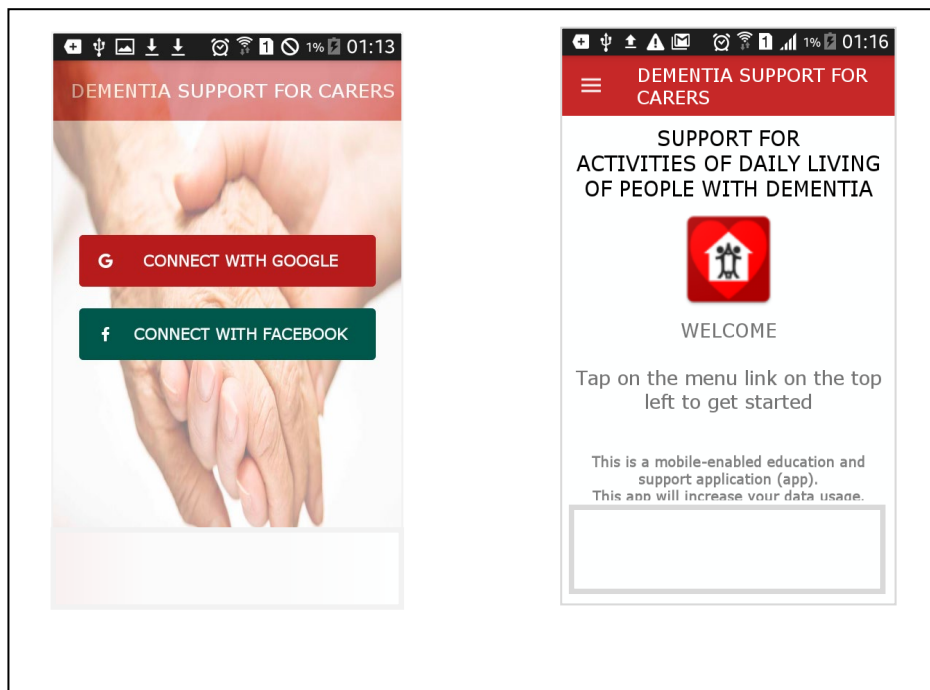 1% 01:13
DEMENTIA SUPPORT FOR CARERS
G CONNECT WITH GOOGLE
f CONNECT WITH FACEBOOK
1 1% 01:16
DEMENTIA SUPPORT FOR
CARERS
SUPPORT FOR
ACTIVITIES OF DAILY LIVING
OF PEOPLE WITH DEMENTIA
WELCOME
Tap on the menu link on the top
left to get started
This is a mobile-enabled education and
support application (app).
This app will increase your data usage.